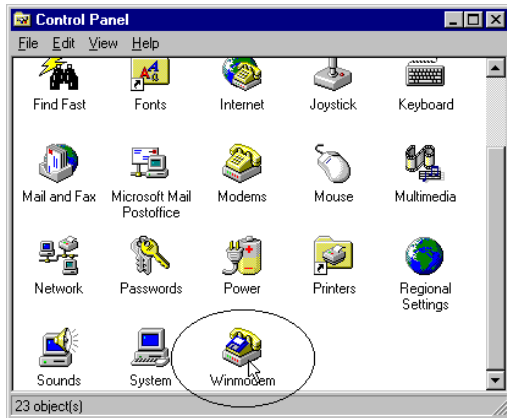 Control Panel
File Edit View Help
Find Fast Fonts Internet Joystick Keyboard
Mail and Fax Microsoft Mail Postoffice Modems Mouse Multimedia
Network Passwords Power Printers Regional Settings
Sounds System Winmodem
23 object(s)